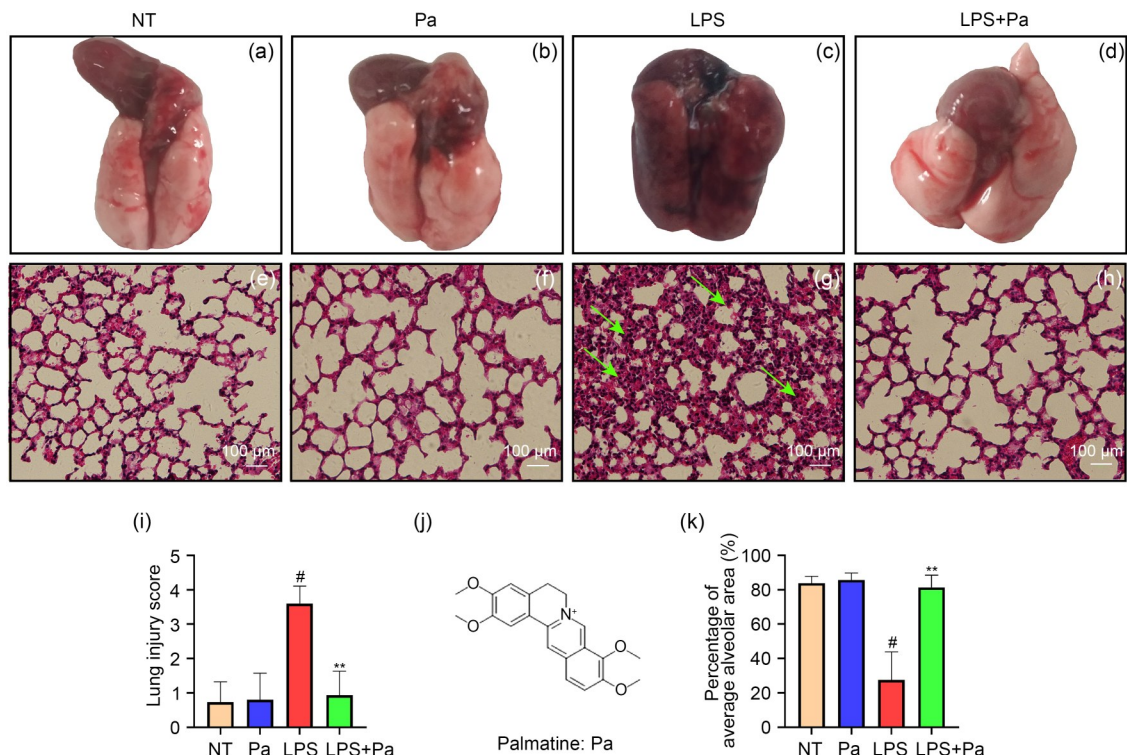 NT Pa LPS LPS+Pa
(a) (b) (c) (d)
(e) (f) (g) (h)
100 μm 100 μm 100 μm 100 μm
(i)
Lung injury score
5
4
3
2
1
0
#
**
NT Pa LPS LPS+Pa
(j)
O
O
N+
O
O
Palmatine: Pa
(k)
Percentage of
average alveolar area (%)
100
80
60
40
20
0
#
**
NT Pa LPS LPS+Pa